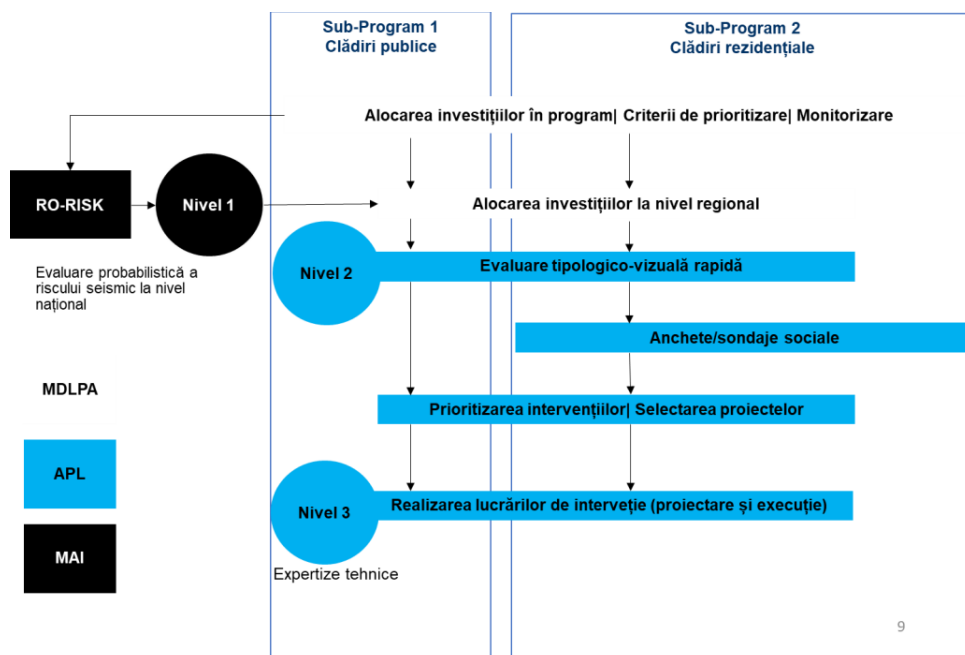 Sub-Program 1
Clădiri publice
Sub-Program 2
Clădiri rezidențiale
Alocarea investițiilor în program| Criterii de prioritizare| Monitorizare
RO-RISK
Nivel 1
Alocarea investițiilor la nivel regional
Evaluare probabilistică a
riscului seismic la nivel
național
Nivel 2
Evaluare tipologico-vizuală rapidă
Anchete/sondaje sociale
MDLPA
Prioritizarea intervențiilor| Selectarea proiectelor
APL
Nivel 3
Realizarea lucrărilor de interveție (proiectare și execuție)
MAI
Expertize tehnice
9